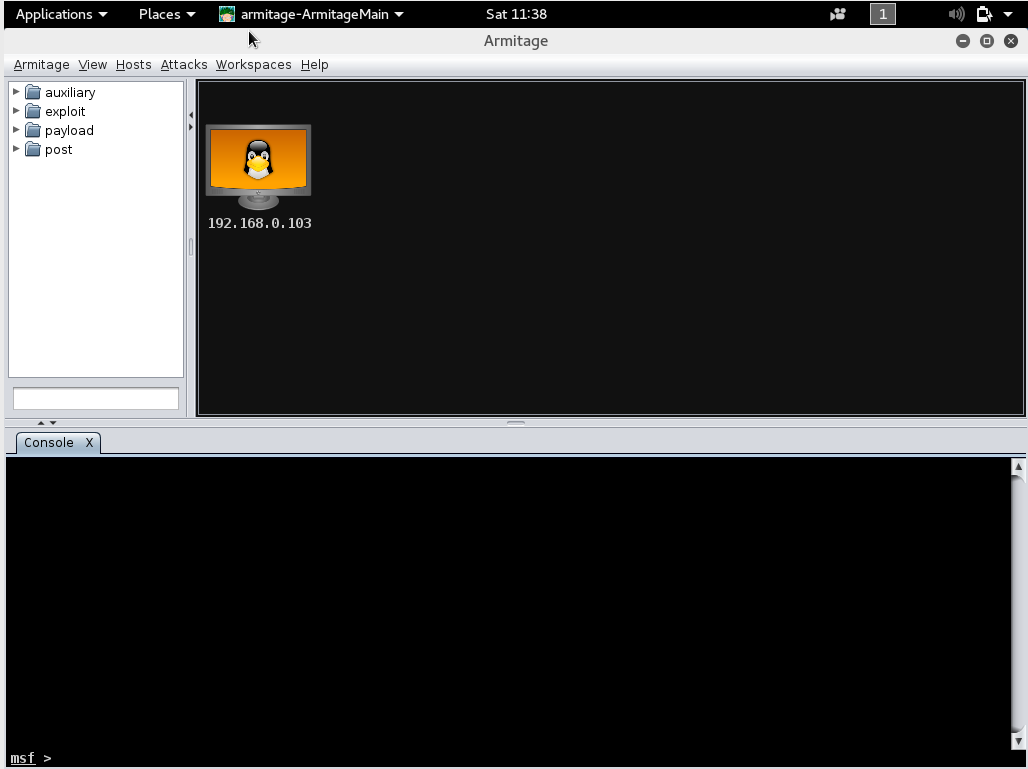 Applications Places armitage-ArmitageMain Sat 11:38 1
Armitage
Armitage View Hosts Attacks Workspaces Help
auxiliary
exploit
payload
post
192.168.0.103
Console X
msf >